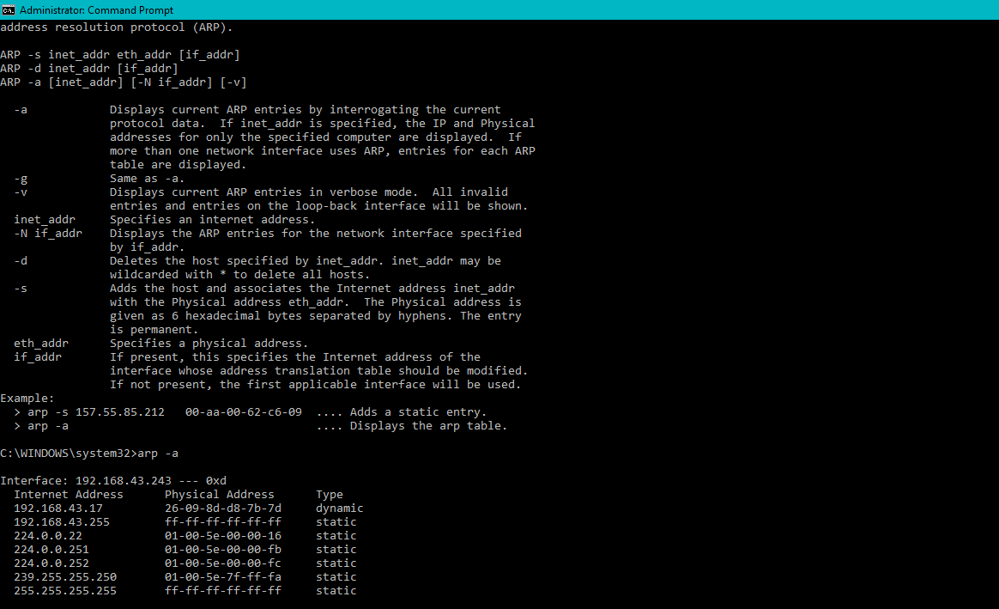 Administrator: Command Prompt
address resolution protocol (ARP).
ARP -s inet_addr eth_addr [if_addr]
ARP -d inet_addr [if_addr]
ARP -a [inet_addr] [-N if_addr] [-v]
  -a            Displays current ARP entries by interrogating the current
                protocol data.  If inet_addr is specified, the IP and Physical
                addresses for only the specified computer are displayed.  If
                more than one network interface uses ARP, entries for each ARP
                table are displayed.
  -g            Same as -a.
  -v            Displays current ARP entries in verbose mode.  All invalid
                entries and entries on the loop-back interface will be shown.
  inet_addr     Specifies an internet address.
  -N if_addr    Displays the ARP entries for the network interface specified
                by if_addr.
  -d            Deletes the host specified by inet_addr. inet_addr may be
                wildcarded with * to delete all hosts.
  -s            Adds the host and associates the Internet address inet_addr
                with the Physical address eth_addr.  The Physical address is
                given as 6 hexadecimal bytes separated by hyphens. The entry
                is permanent.
  eth_addr      Specifies a physical address.
  if_addr       If present, this specifies the Internet address of the
                interface whose address translation table should be modified.
                If not present, the first applicable interface will be used.
Example:
  > arp -s 157.55.85.212   00-aa-00-62-c6-09  .... Adds a static entry.
  > arp -a                                    .... Displays the arp table.
C:\WINDOWS\system32>arp -a
Interface: 192.168.43.243 --- 0xd
  Internet Address      Physical Address      Type
  192.168.43.17         26-09-8d-d8-7b-7d     dynamic
  192.168.43.255        ff-ff-ff-ff-ff-ff     static
  224.0.0.22            01-00-5e-00-00-16     static
  224.0.0.251           01-00-5e-00-00-fb     static
  224.0.0.252           01-00-5e-00-00-fc     static
  239.255.255.250       01-00-5e-7f-ff-fa     static
  255.255.255.255       ff-ff-ff-ff-ff-ff     static